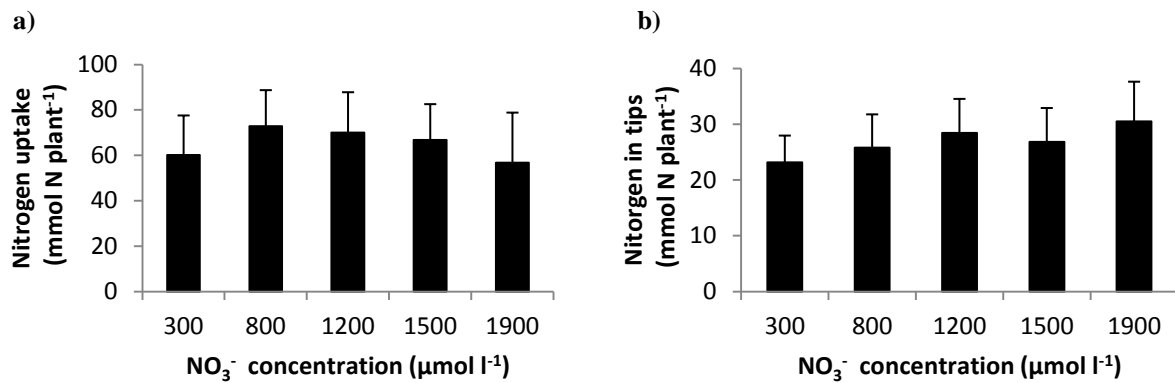 a)
Nitrogen uptake
(mmol N plant⁻¹)
100
80
60
40
20
0
300 800 1200 1500 1900
NO₃⁻ concentration (µmol l⁻¹)
b)
Nitorgen in tips
(mmol N plant⁻¹)
40
30
20
10
0
300 800 1200 1500 1900
NO₃⁻ concentration (µmol l⁻¹)